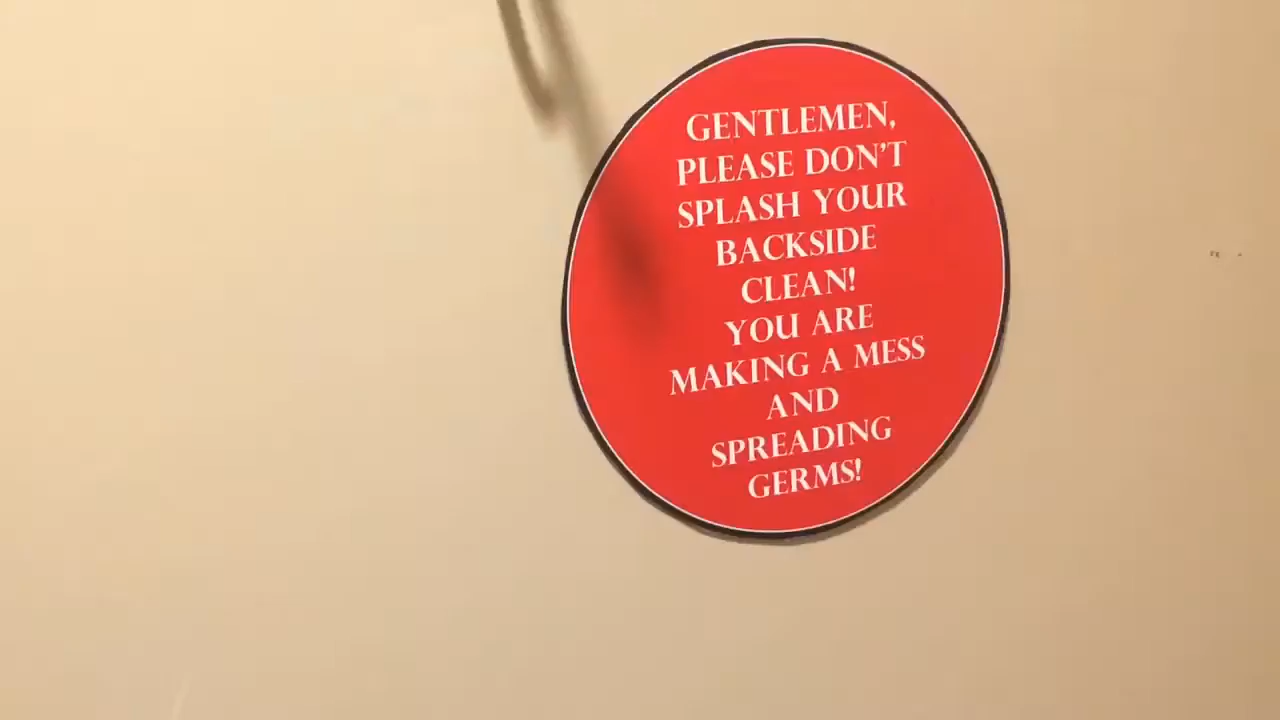 GENTLEMEN,
PLEASE DON'T
SPLASH YOUR
BACKSIDE
CLEAN!
YOU ARE
MAKING A MESS
AND
SPREADING
GERMS!